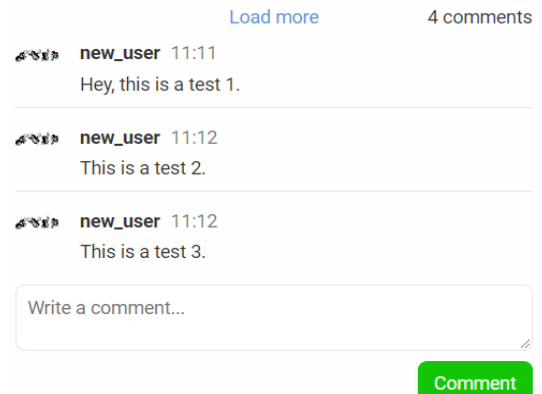 Load more 4 comments
new_user 11:11
Hey, this is a test 1.
new_user 11:12
This is a test 2.
new_user 11:12
This is a test 3.
Write a comment...
Comment